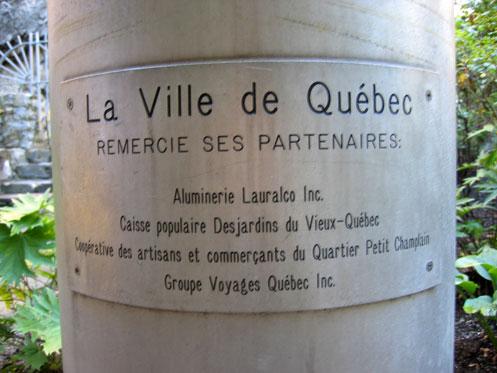 La Ville de Québec
REMERCIE SES PARTENAIRES:
Aluminerie Lauralco Inc.
Caisse populaire Desjardins du Vieux-Québec
Coopérative des artisans et commerçants du Quartier Petit Champlain
Groupe Voyages Québec Inc.